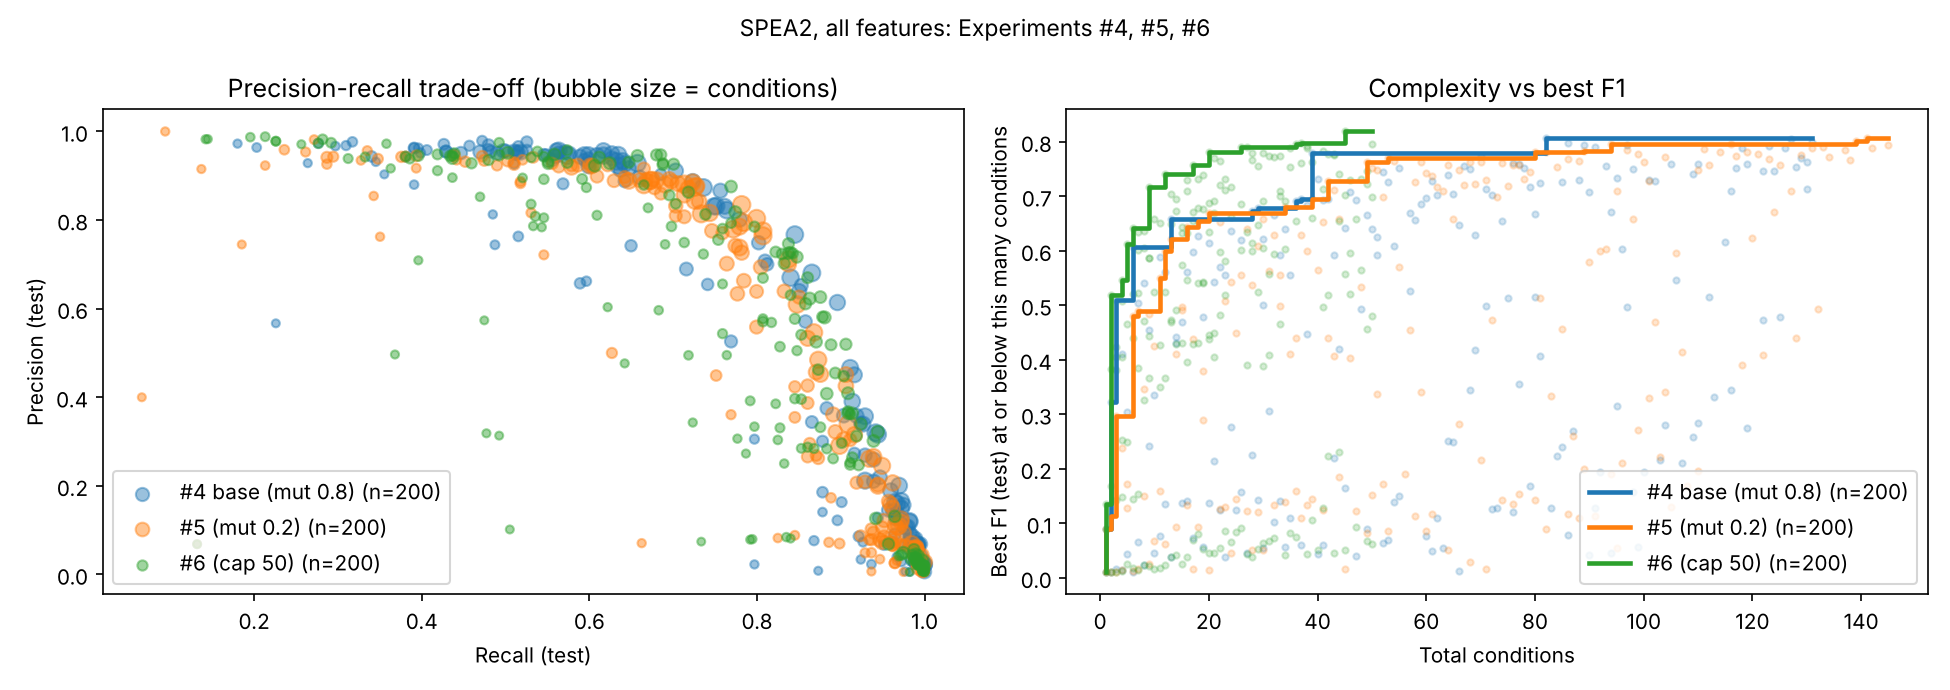 SPEA2, all features: Experiments #4, #5, #6
Precision-recall trade-off (bubble size = conditions)
Precision (test)
1.0
0.8
0.6
0.4
0.2
0.0
#4 base (mut 0.8) (n=200)
#5 (mut 0.2) (n=200)
#6 (cap 50) (n=200)
0.2
0.4
0.6
0.8
1.0
Recall (test)
Complexity vs best F1
Best F1 (test) at or below this many conditions
0.8
0.7
0.6
0.5
0.4
0.3
0.2
0.1
0.0
#4 base (mut 0.8) (n=200)
#5 (mut 0.2) (n=200)
#6 (cap 50) (n=200)
0
20
40
60
80
100
120
140
Total conditions